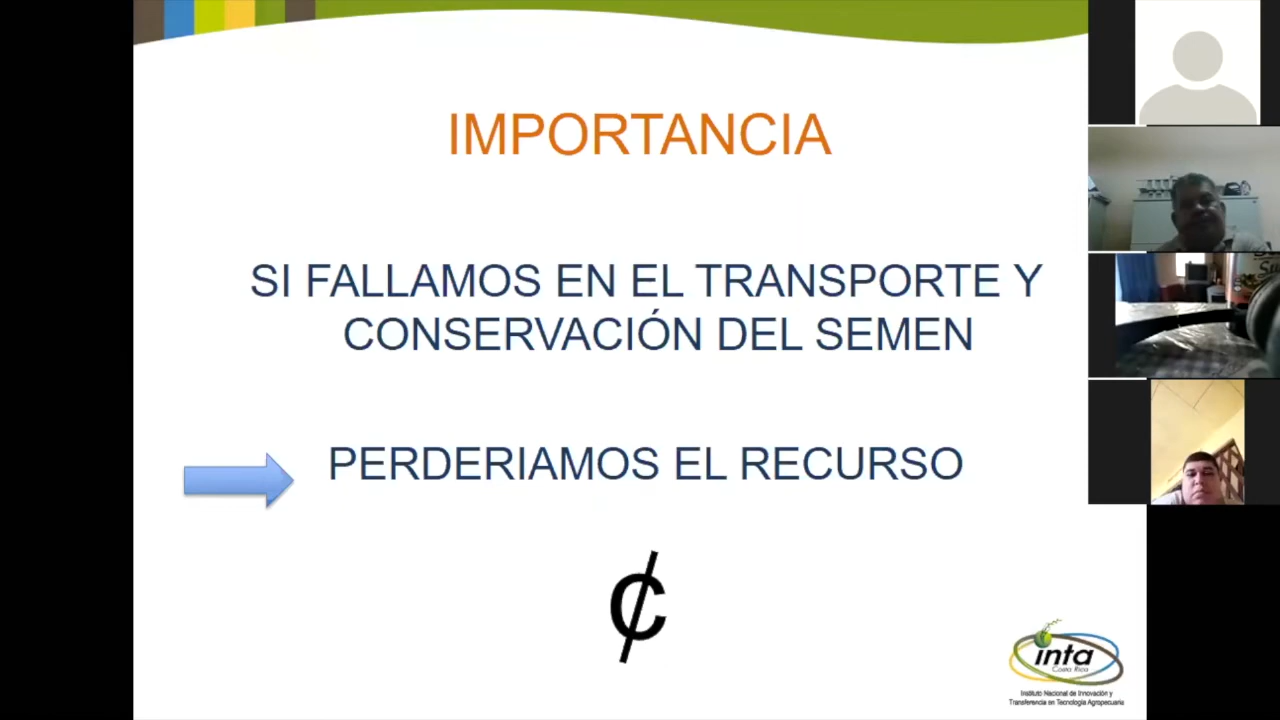 IMPORTANCIA
SI FALLAMOS EN EL TRANSPORTE Y
CONSERVACIÓN DEL SEMEN
PERDERIAMOS EL RECURSO
¢
inta
Costa Rica
Instituto Nacional de Innovación y
Transferencia en Tecnología Agropecuaria